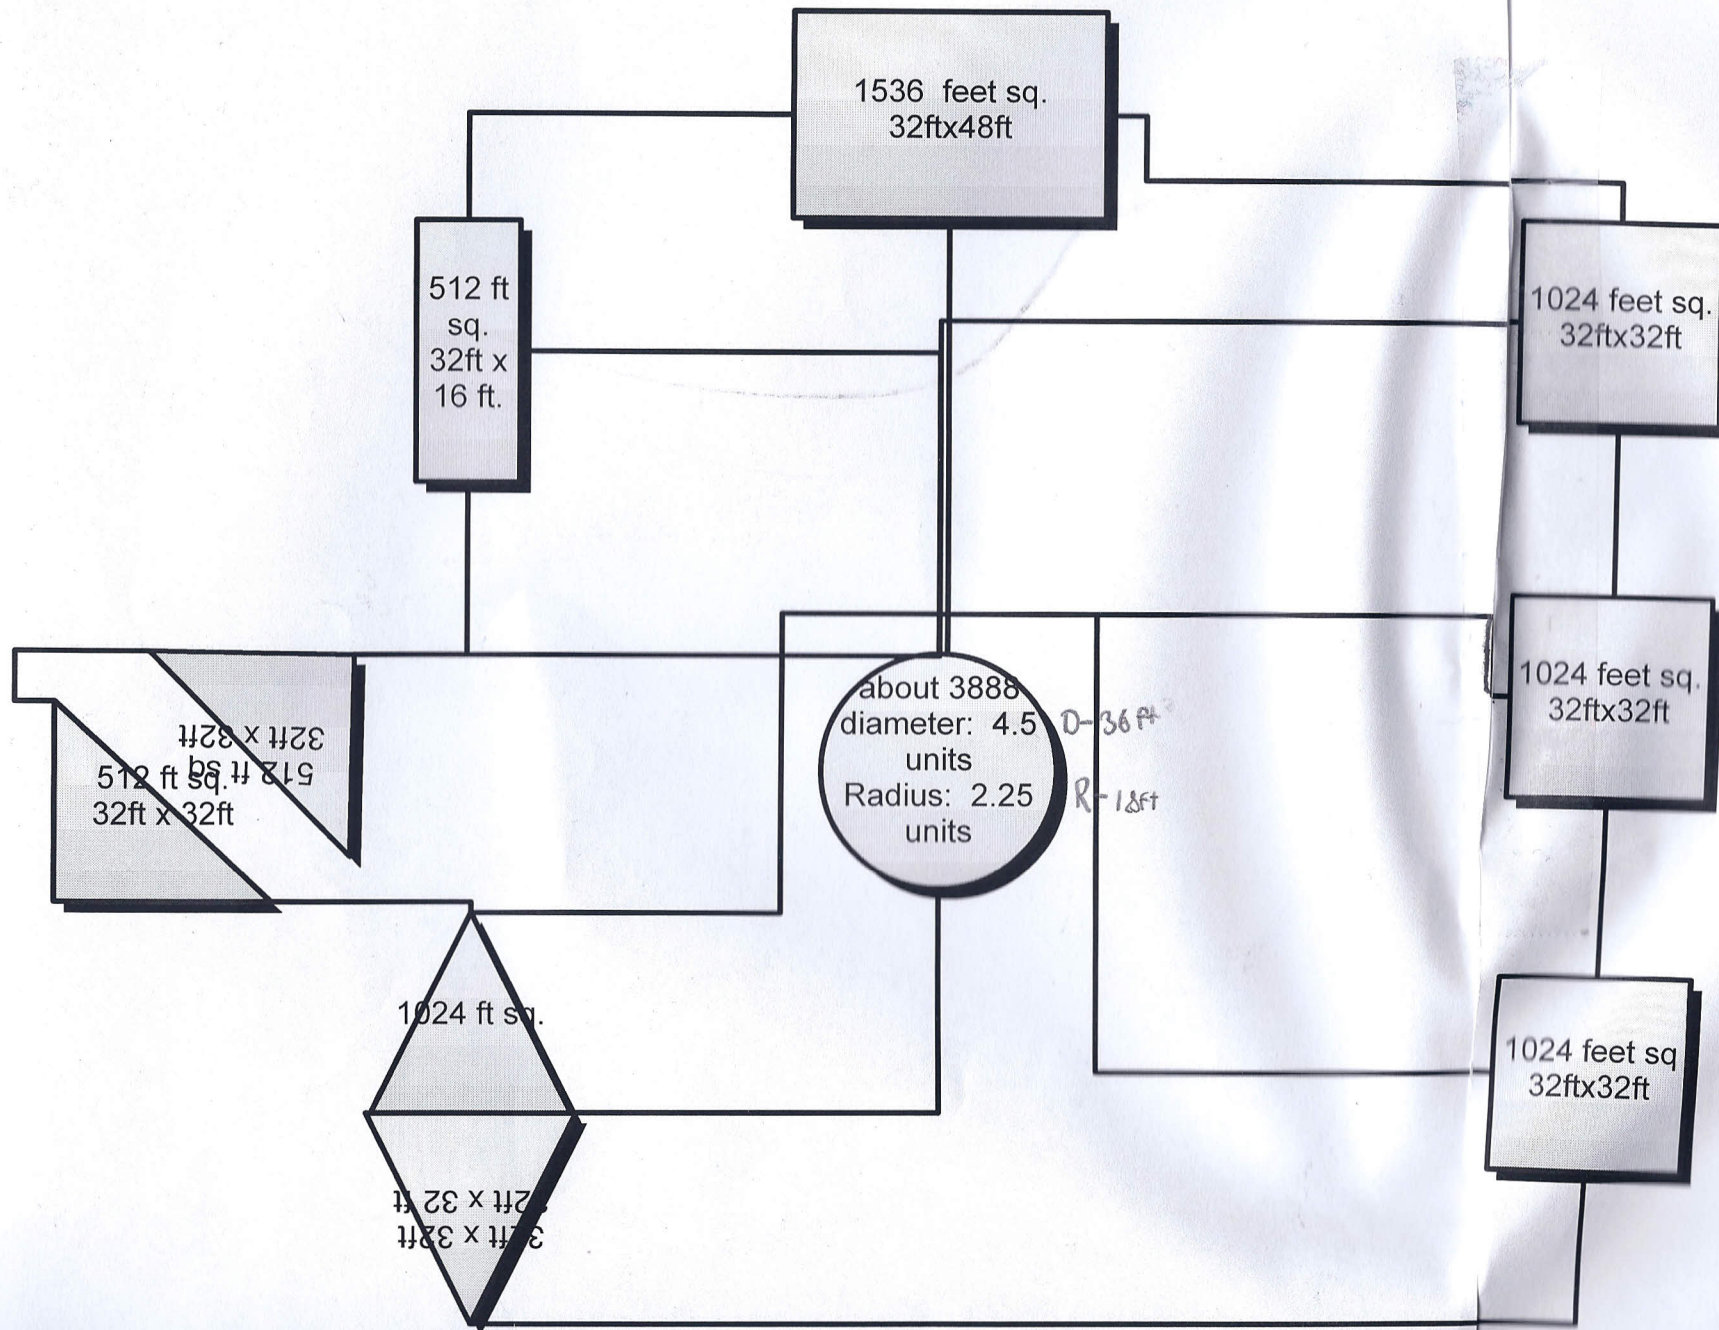 1536 feet sq.
32ftx48ft
512 ft
sq.
32ft x
16 ft.
1024 feet sq.
32ftx32ft
32ft x 32ft
512 ft sq
512 ft sq.
32ft x 32ft
about 3888
diameter: 4.5
units
Radius: 2.25
units
D-36 ft
R-18ft
1024 feet sq.
32ftx32ft
1024 ft sq.
32ft x 32 ft
32ft x 32ft
1024 feet sq
32ftx32ft